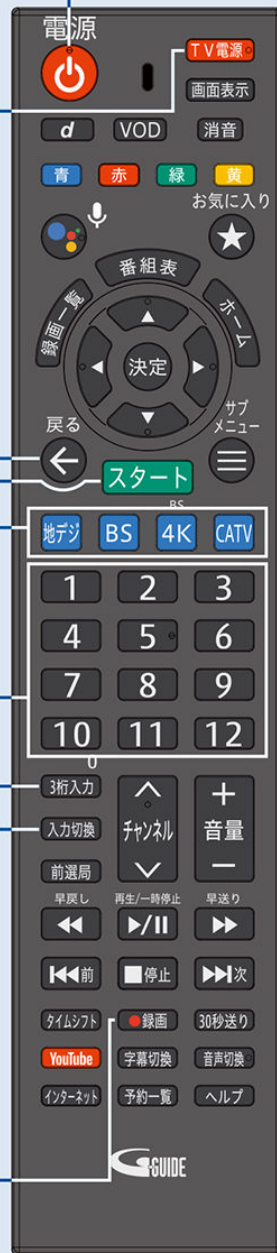 電源
TV電源
画面表示
d VOD 消音
青 赤 緑 黄
お気に入り
番組表
録画一覧 ホーム
決定
戻る サブ
メニュー
スタート
BS
地デジ BS 4K CATV
1 2 3
4 5 6
7 8 9
10 11 12
0
3桁入力
入力切換 チャンネル 音量
前選局
早戻し 再生/一時停止 早送り
前 停止 次
タイムシフト 録画 30秒送り
YouTube 字幕切換 音声切換
インターネット 予約一覧 ヘルプ
G-GUIDE